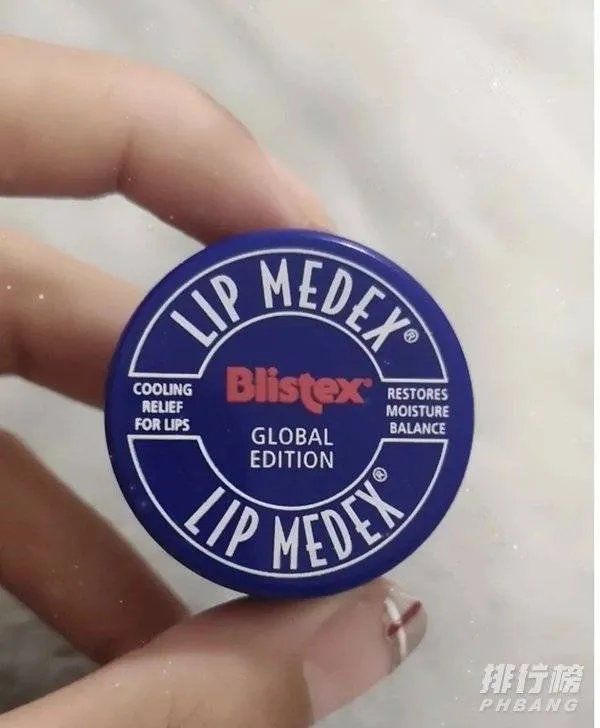 LIP MEDEX®
COOLING
RELIEF
FOR LIPS
Blistex®
GLOBAL
EDITION
RESTORES
MOISTURE
BALANCE
LIP MEDEX®
排行榜
PHBANG